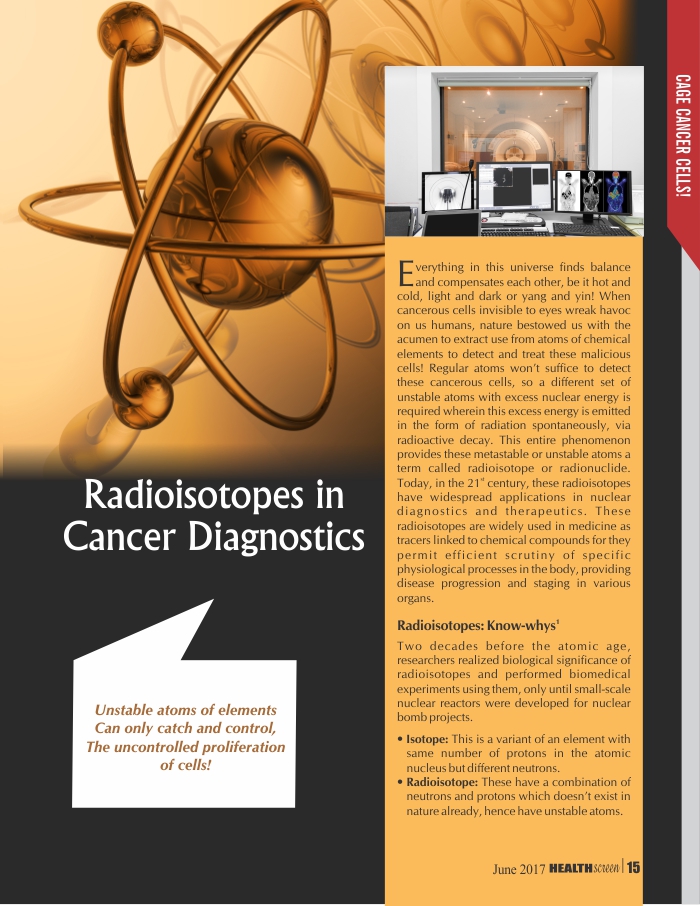 CAGE CANCER CELLS!
Everything in this universe finds balance
and compensates each other, be it hot and
cold, light and dark or yang and yin! When
cancerous cells invisible to eyes wreak havoc
on us humans, nature bestowed us with the
acumen to extract use from atoms of chemical
elements to detect and treat these malicious
cells! Regular atoms won't suffice to detect
these cancerous cells, so a different set of
unstable atoms with excess nuclear energy is
required wherein this excess energy is emitted
in the form of radiation spontaneously, via
radioactive decay. This entire phenomenon
provides these metastable or unstable atoms a
term called radioisotope or radionuclide.
Today, in the 21st century, these radioisotopes
have widespread applications in nuclear
diagnostics and therapeutics. These
radioisotopes are widely used in medicine as
tracers linked to chemical compounds for they
permit efficient scrutiny of specific
physiological processes in the body, providing
disease progression and staging in various
organs.
Radioisotopes: Know-whys¹
Two decades before the atomic age,
researchers realized biological significance of
radioisotopes and performed biomedical
experiments using them, only until small-scale
nuclear reactors were developed for nuclear
bomb projects.
• Isotope: This is a variant of an element with
same number of protons in the atomic
nucleus but different neutrons.
• Radioisotope: These have a combination of
neutrons and protons which doesn't exist in
nature already, hence have unstable atoms.
Radioisotopes in
Cancer Diagnostics
Unstable atoms of elements
Can only catch and control,
The uncontrolled proliferation
of cells!
June 2017 HEALTHscreen | 15